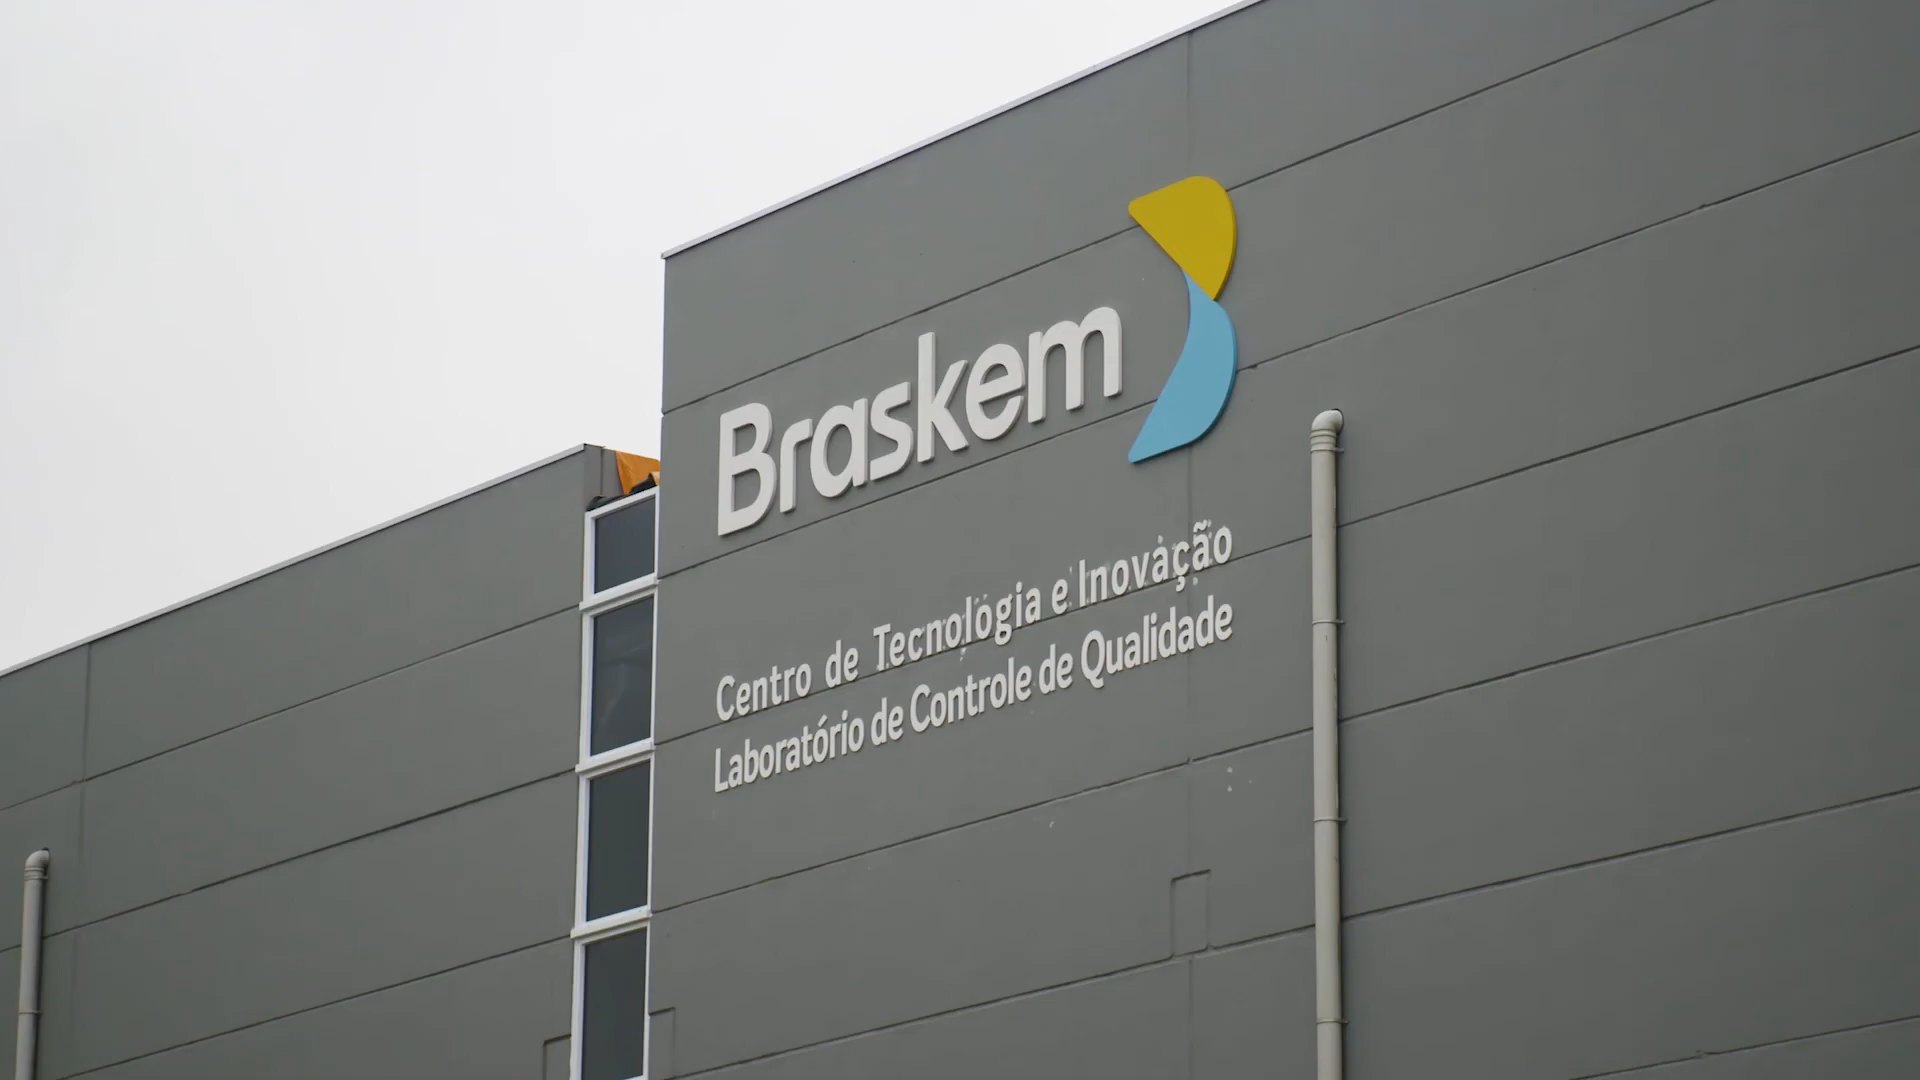 Braskem
Centro de Tecnologia e Inovação
Laboratório de Controle de Qualidade